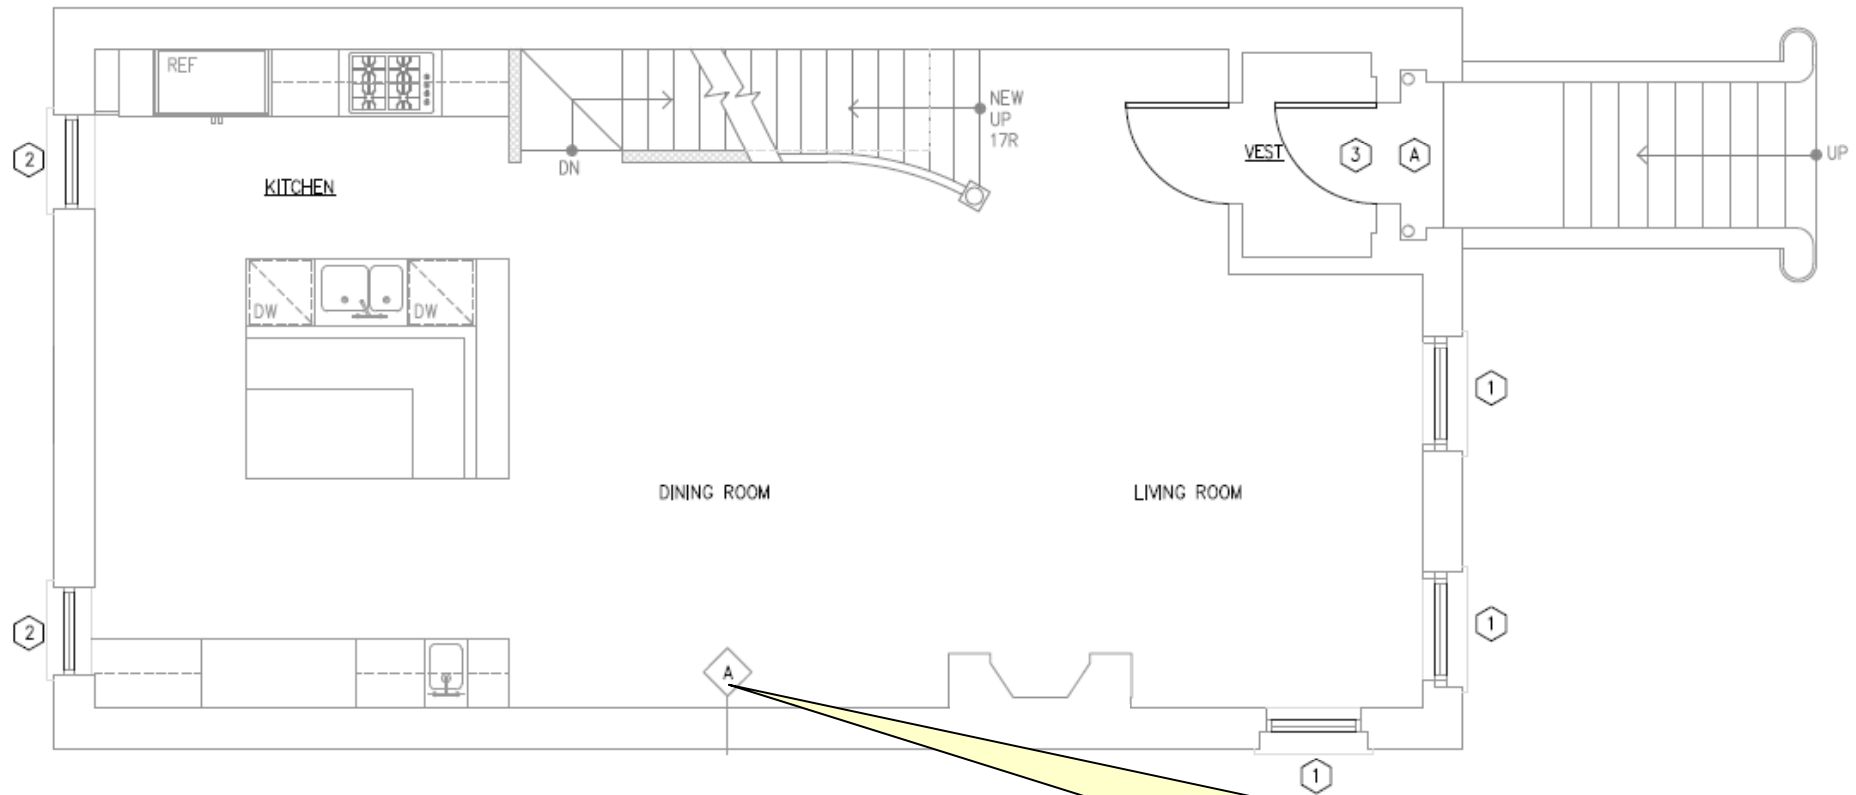 REF
NEW
UP
17R
DN
VEST
3
A
UP
2
KITCHEN
DW
DW
1
DINING ROOM
LIVING ROOM
2
1
A
1